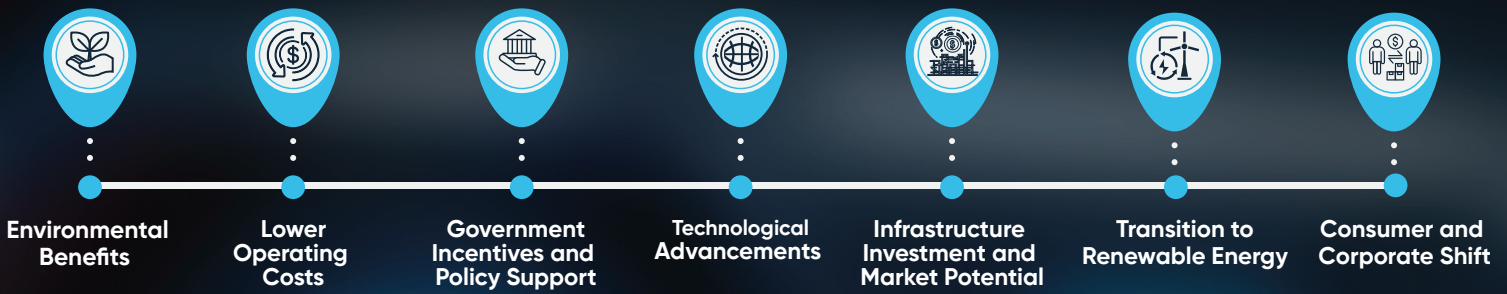 Environmental
Benefits
Lower
Operating
Costs
Government
Incentives and
Policy Support
Technological
Advancements
Infrastructure
Investment and
Market Potential
Transition to
Renewable Energy
Consumer and
Corporate Shift